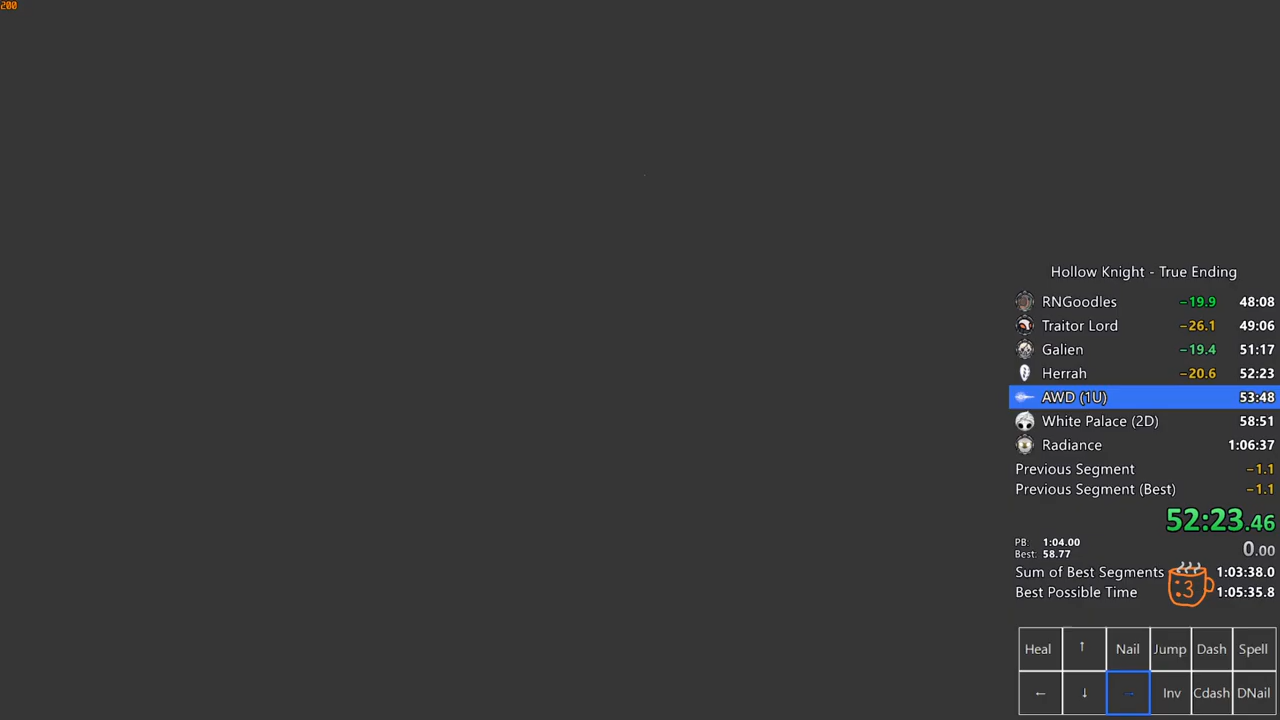 200
Hollow Knight - True Ending
RNGoodles −19.9 48:08
Traitor Lord −26.1 49:06
Galien −19.4 51:17
Herrah −20.6 52:23
AWD (1U) 53:48
White Palace (2D) 58:51
Radiance 1:06:37
Previous Segment −1.1
Previous Segment (Best) −1.1
52:23.46
PB: 1:04.00 0.00
Best: 58.77
Sum of Best Segments 1:03:38.0
Best Possible Time :3 1:05:35.8
Heal ↑ Nail Jump Dash Spell
← ↓ → Inv Cdash DNail